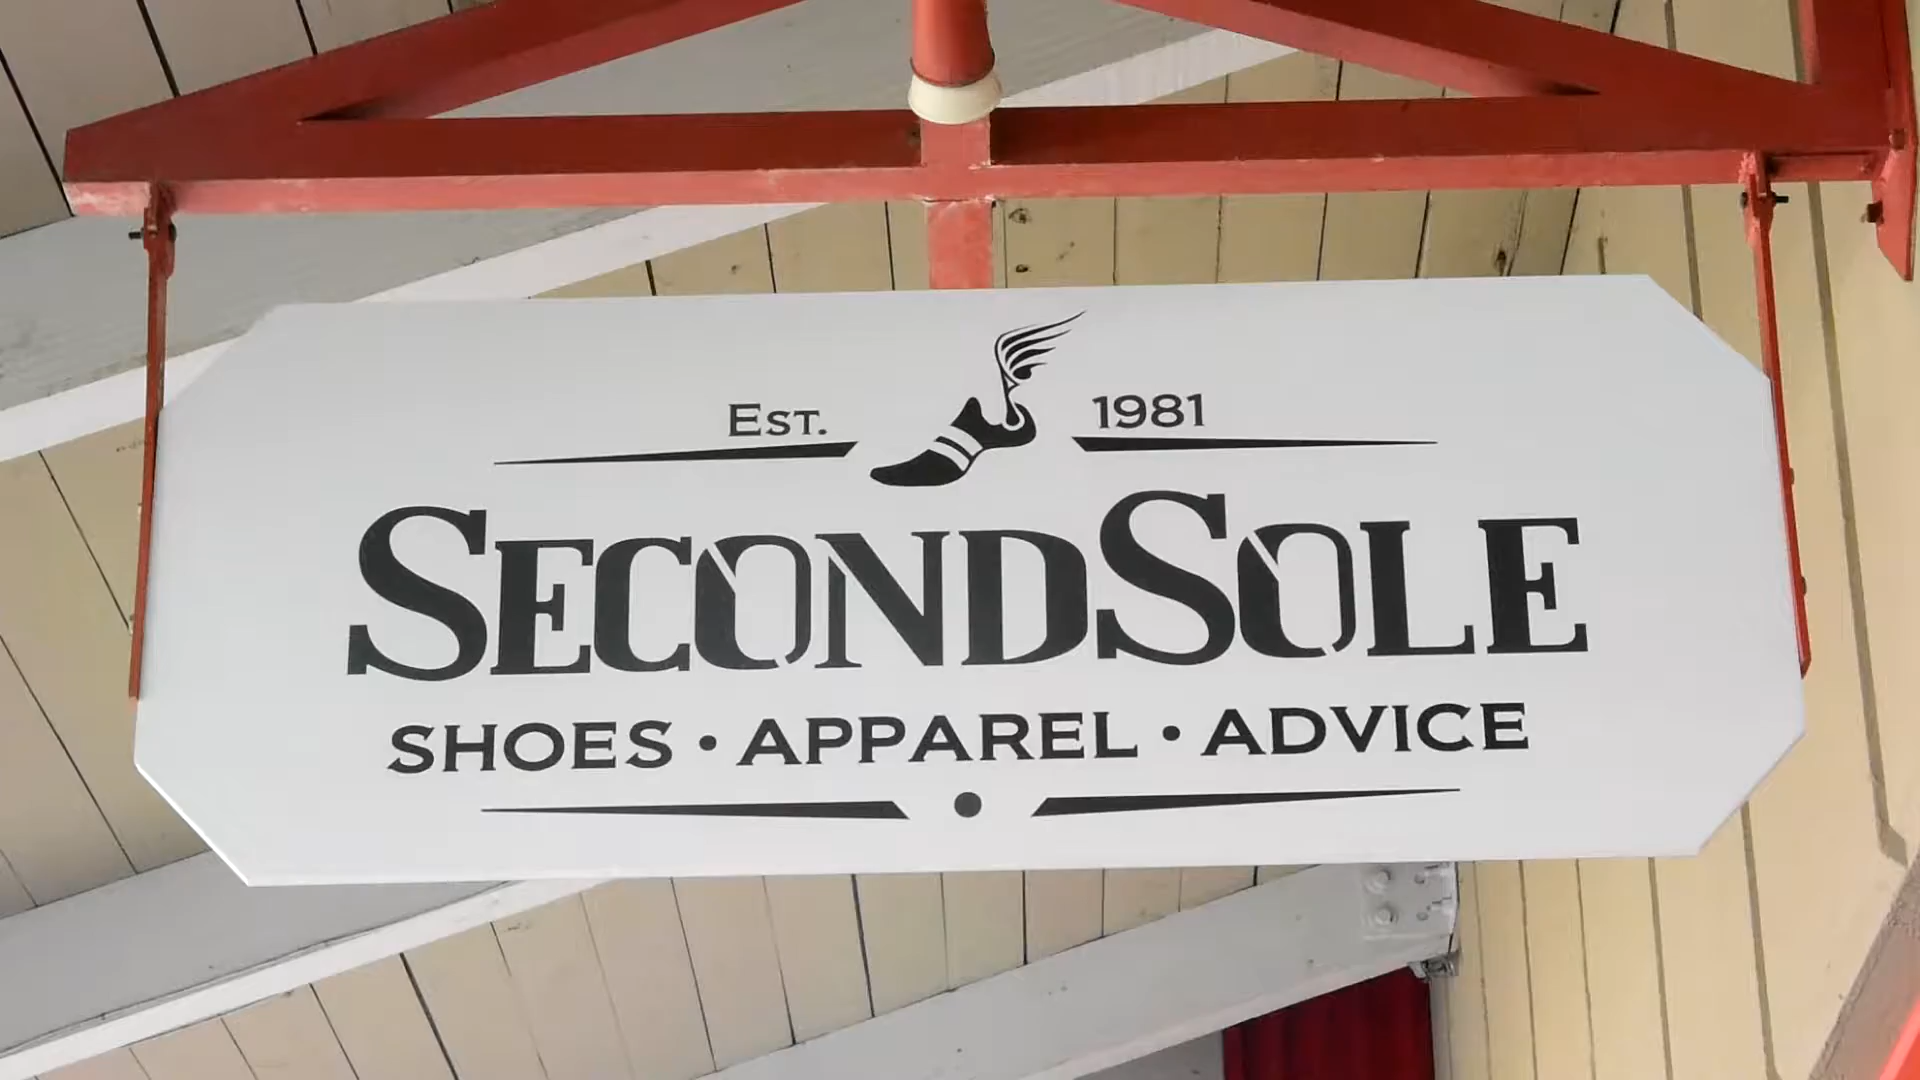 Est. 1981
SECONDSOLE
SHOES • APPAREL • ADVICE